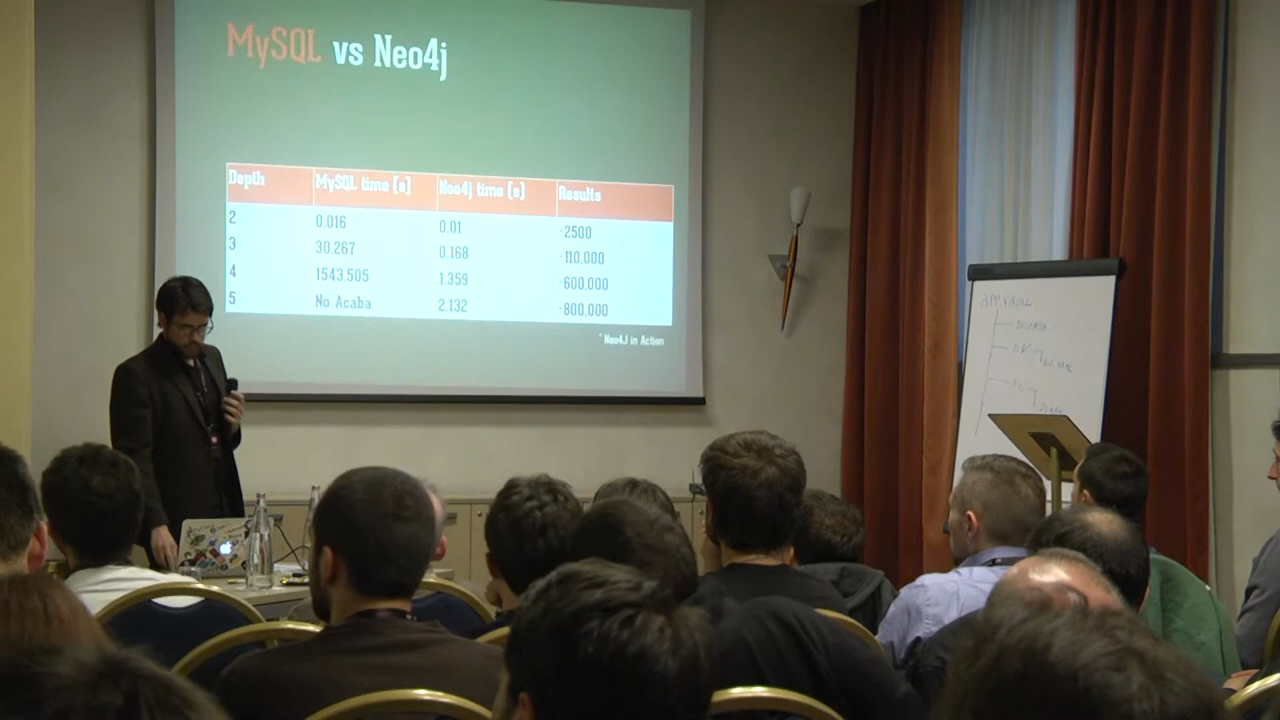 MySQL vs Neo4j
Depth MySQL time [s] Neo4j time [s] Results
2 0.016 0.01 ~2500
3 30.267 0.168 ~110.000
4 1543.505 1.359 ~600.000
5 No Acaba 2.132 ~800.000
* Neo4J in Action